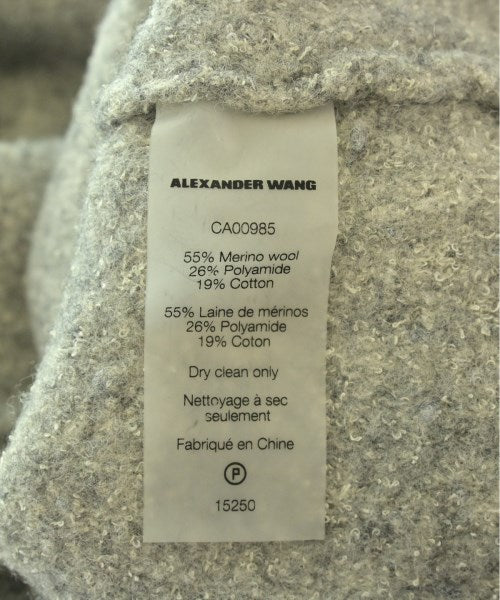 ALEXANDER WANG
CA00985
55% Merino wool
26% Polyamide
19% Cotton
55% Laine de mérinos
26% Polyamide
19% Coton
Dry clean only
Nettoyage à sec
seulement
Fabriqué en Chine
P
15250